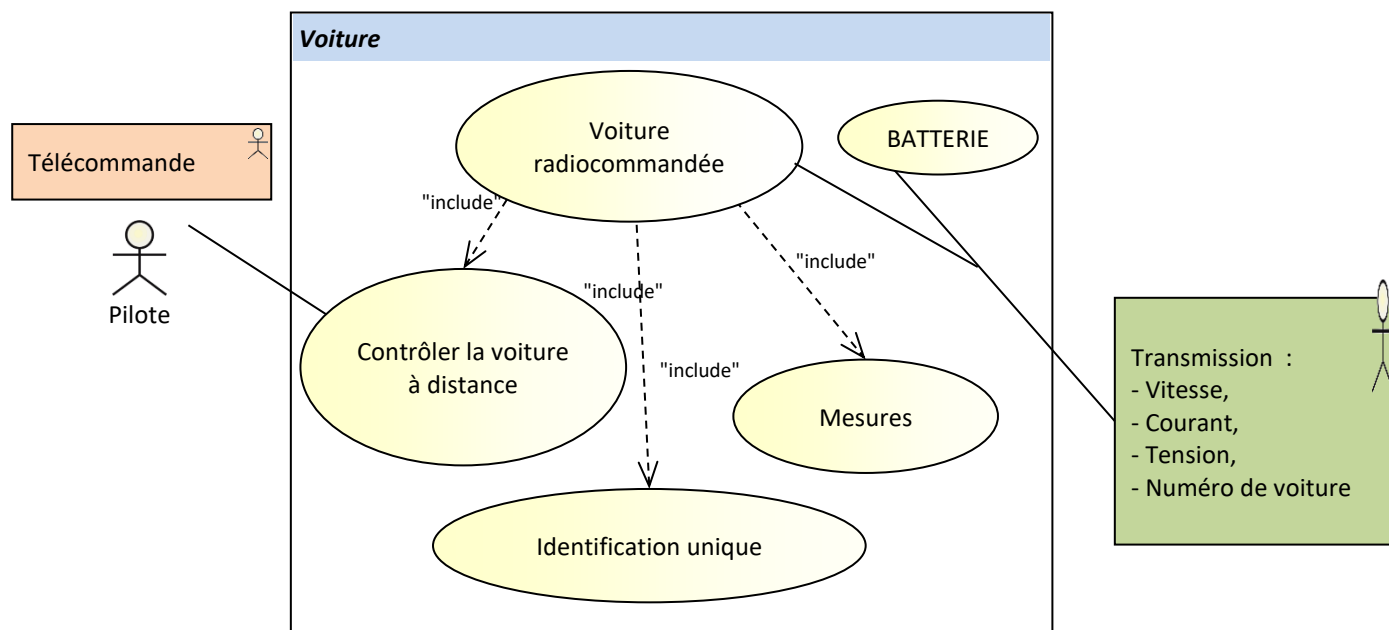 Voiture
Voiture
radiocommandée
BATTERIE
Télécommande
"include"
"include"
"include"
Pilote
Contrôler la voiture
à distance
"include"
Mesures
Transmission :
- Vitesse,
- Courant,
- Tension,
- Numéro de voiture
Identification unique